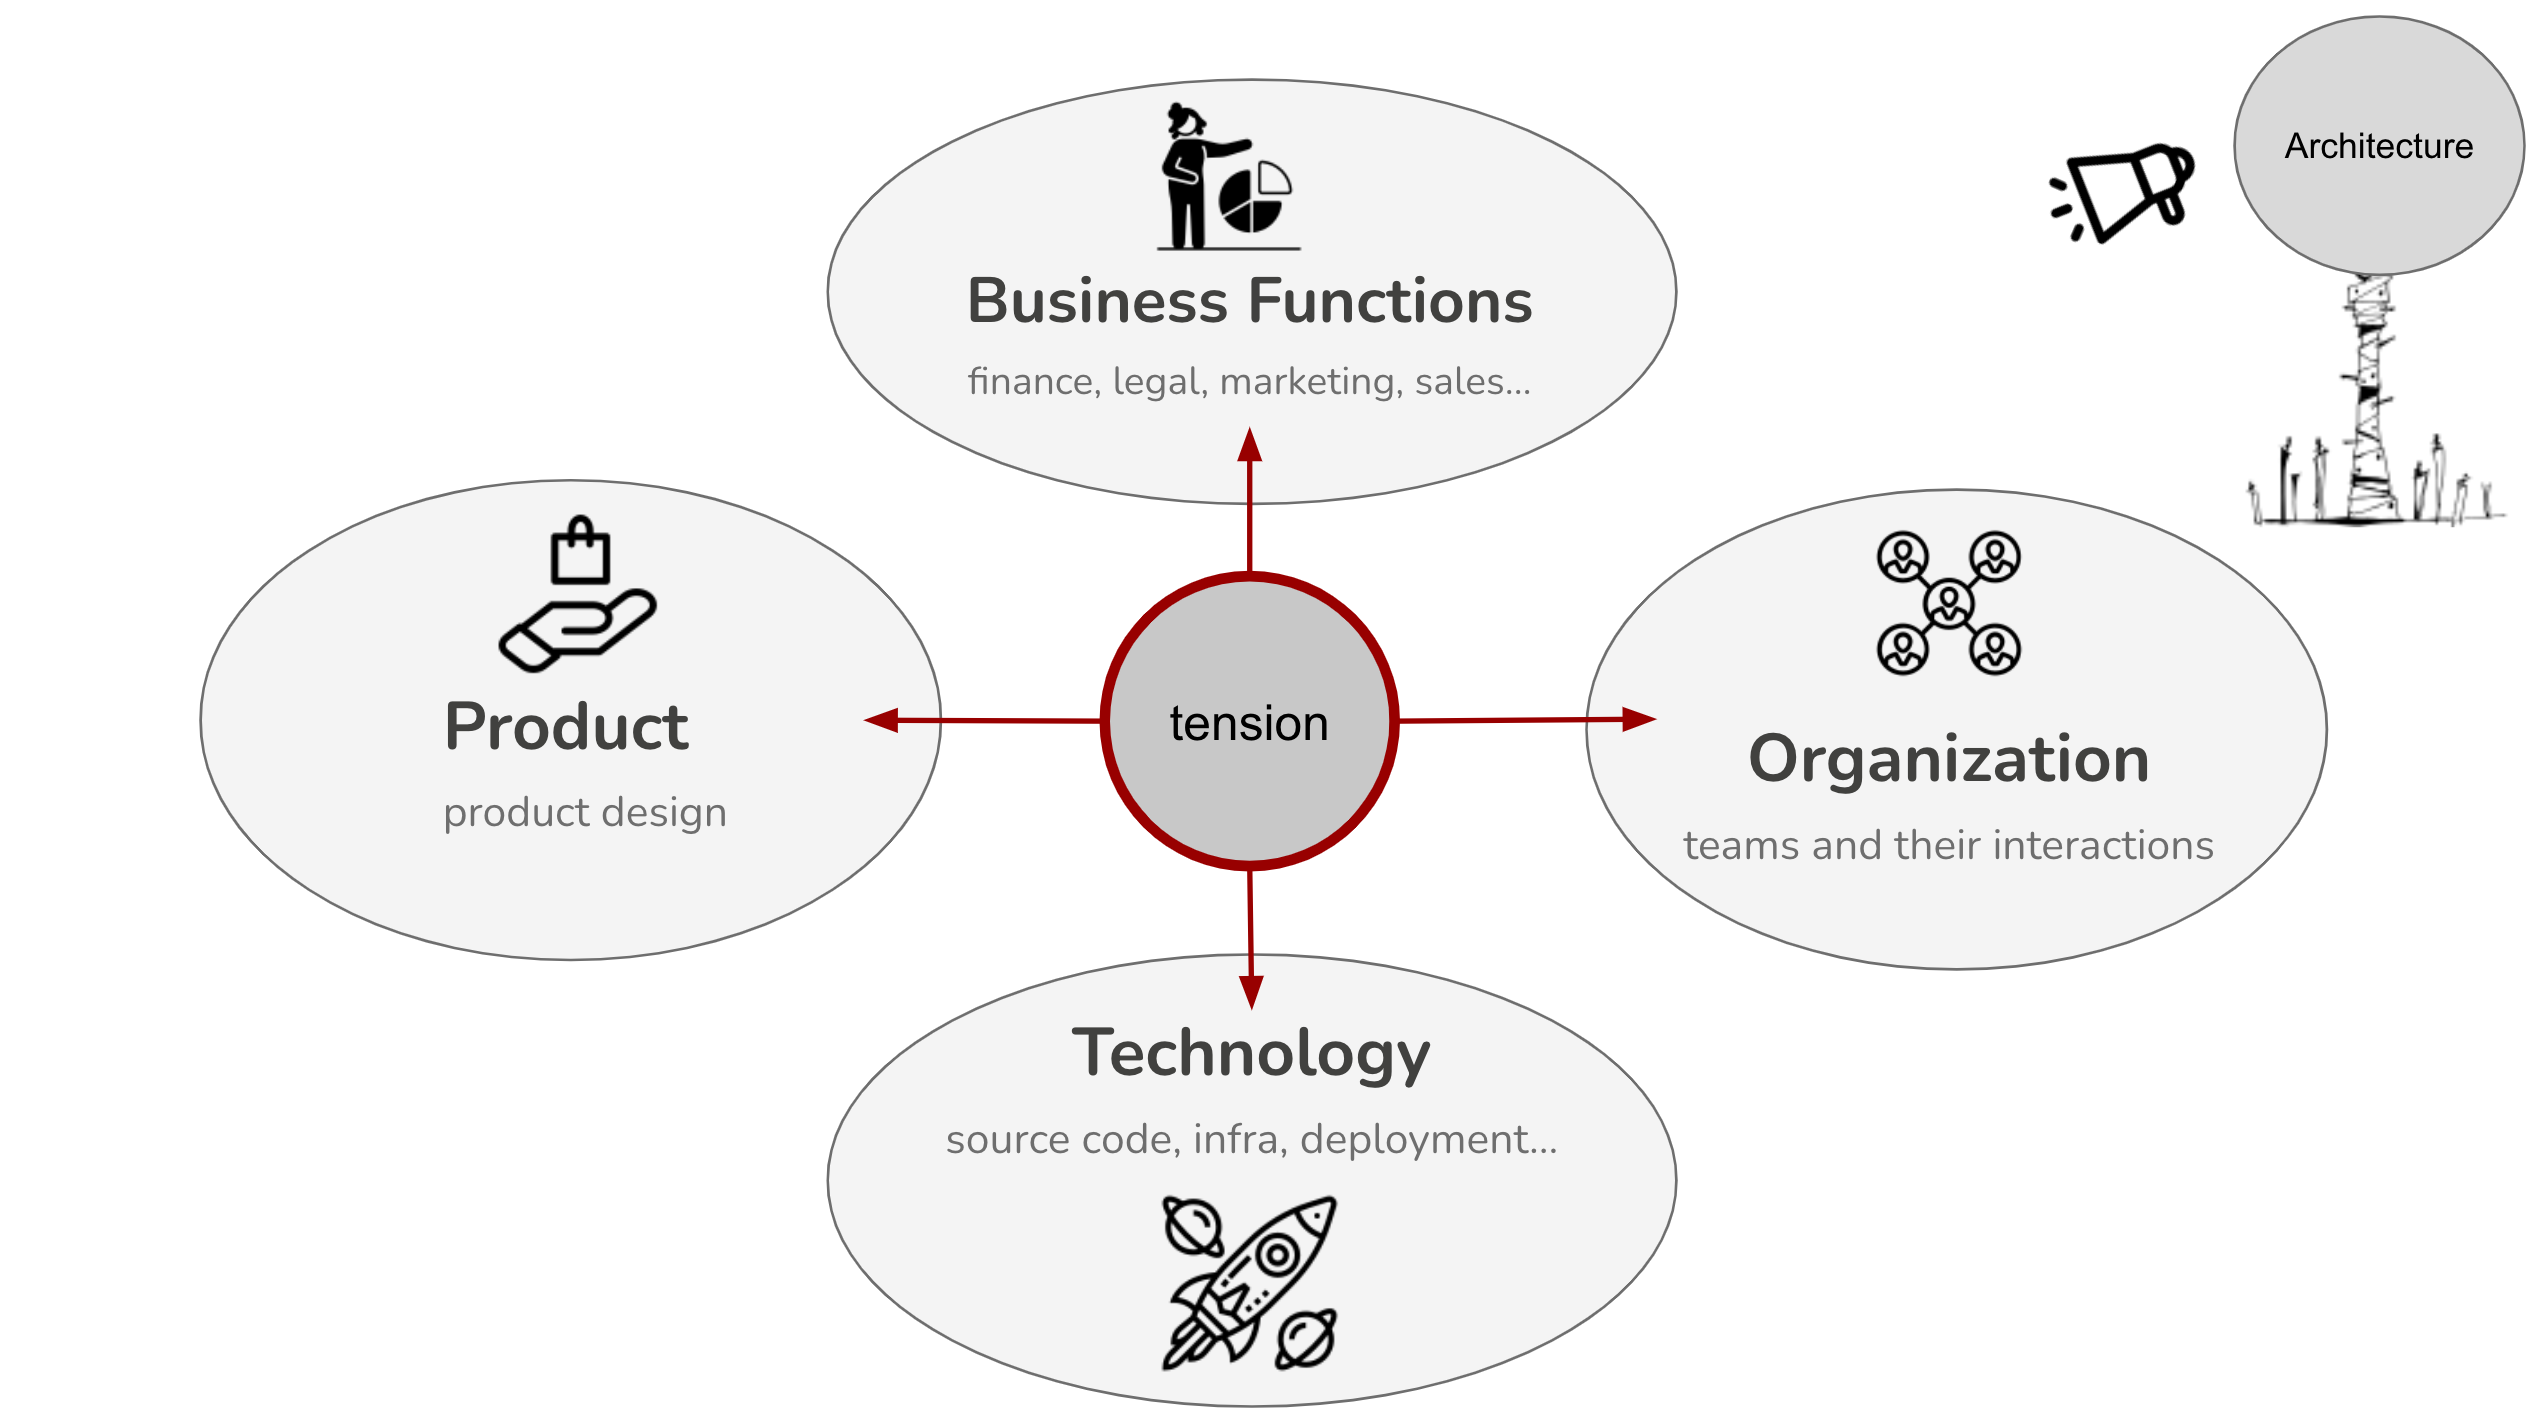 Architecture
Business Functions
finance, legal, marketing, sales...
Product
product design
tension
Organization
teams and their interactions
Technology
source code, infra, deployment...